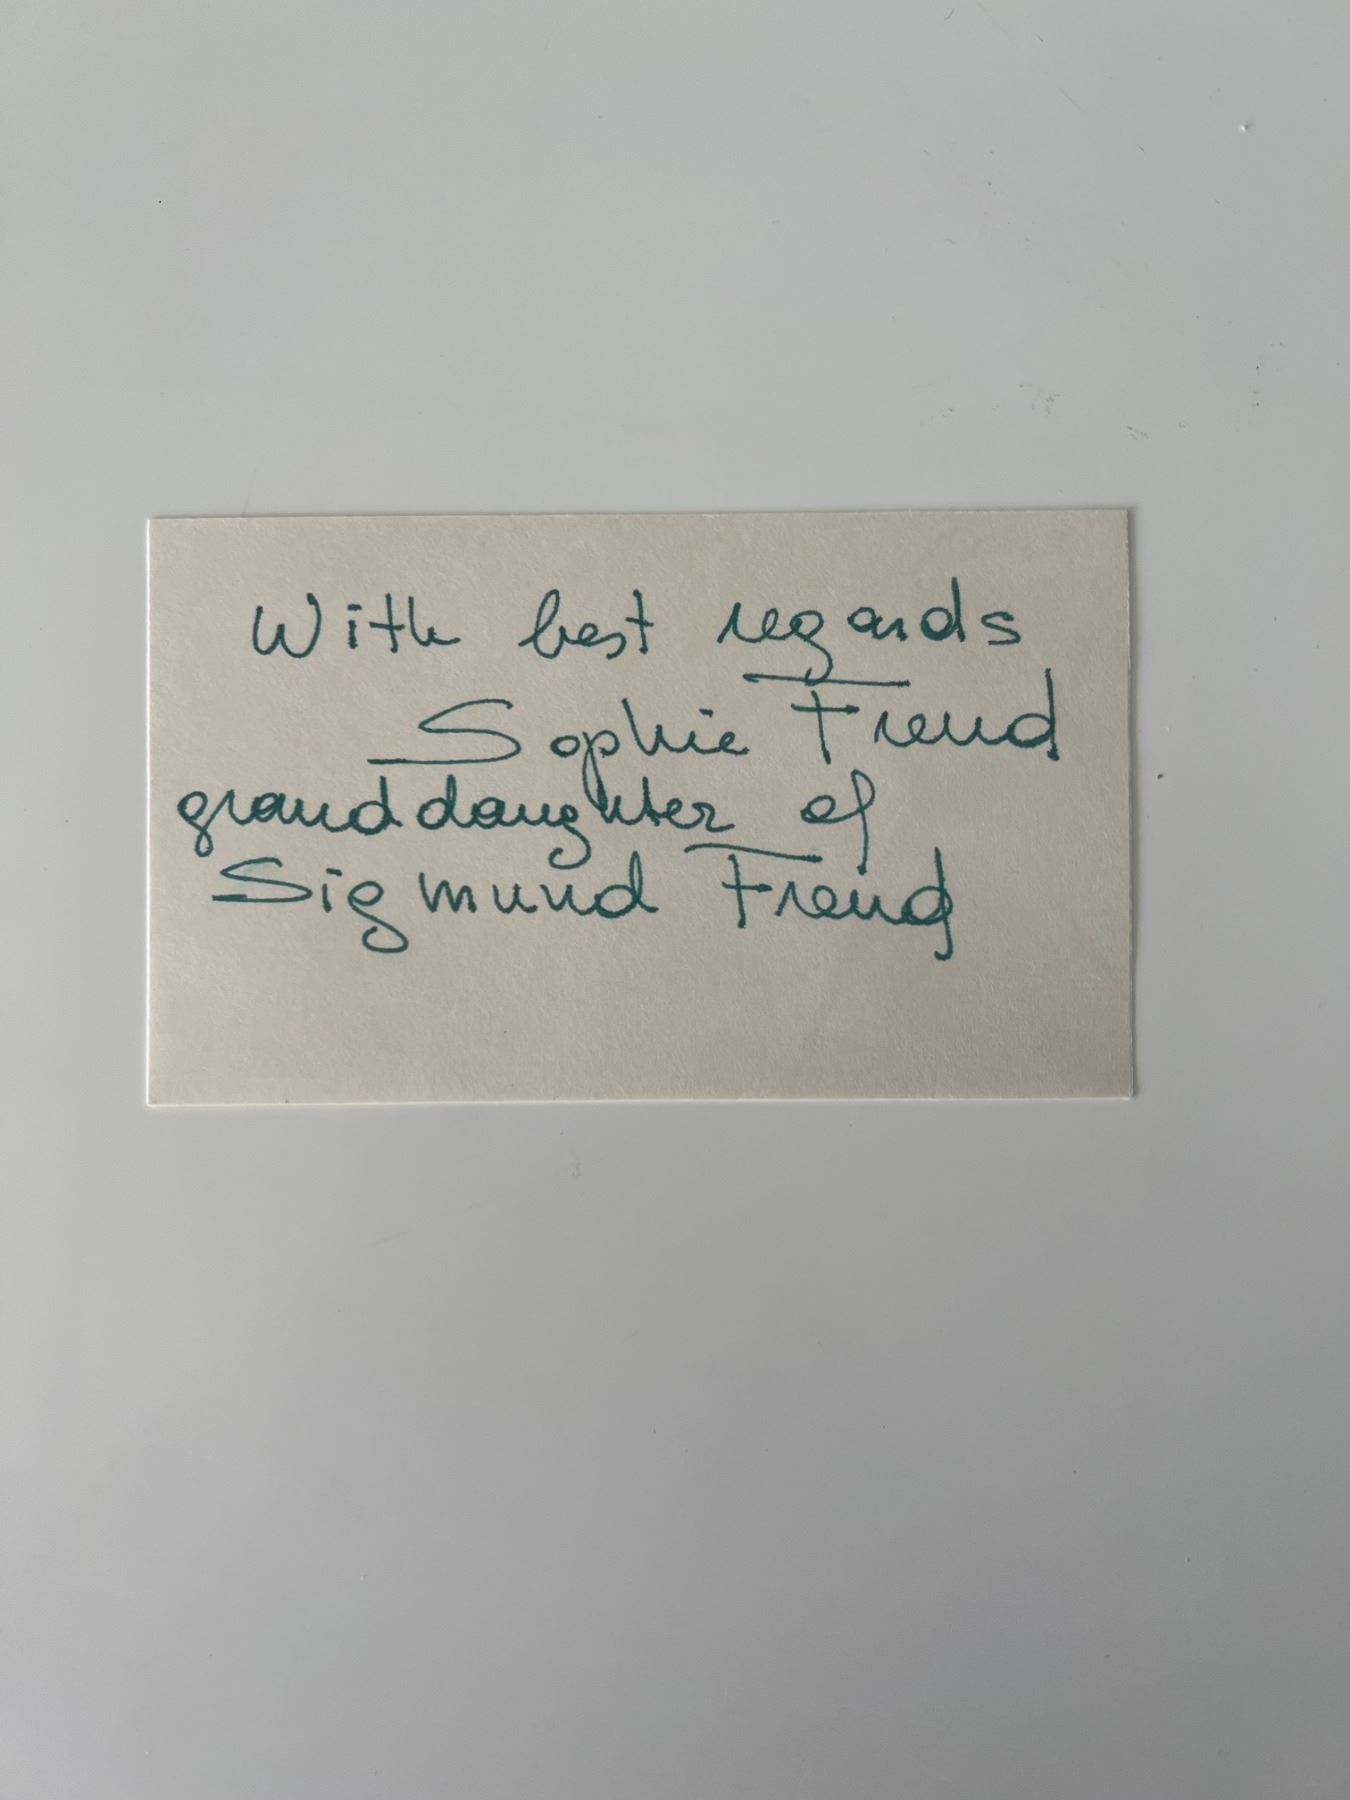 With best regards
Sophie Freud
granddaughter of
Sigmund Freud